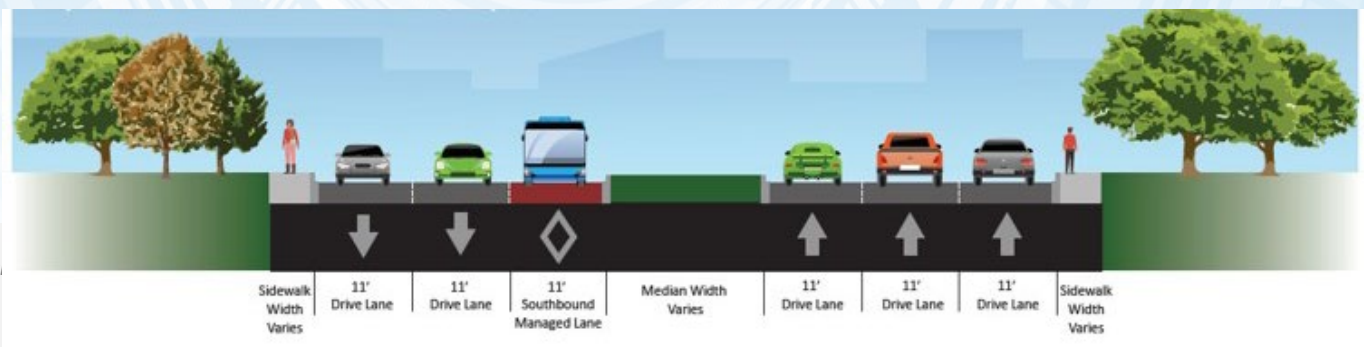 Sidewalk
Width
Varies
11'
Drive Lane
11'
Drive Lane
11'
Southbound
Managed Lane
Median Width
Varies
11'
Drive Lane
11'
Drive Lane
11'
Drive Lane
Sidewalk
Width
Varies